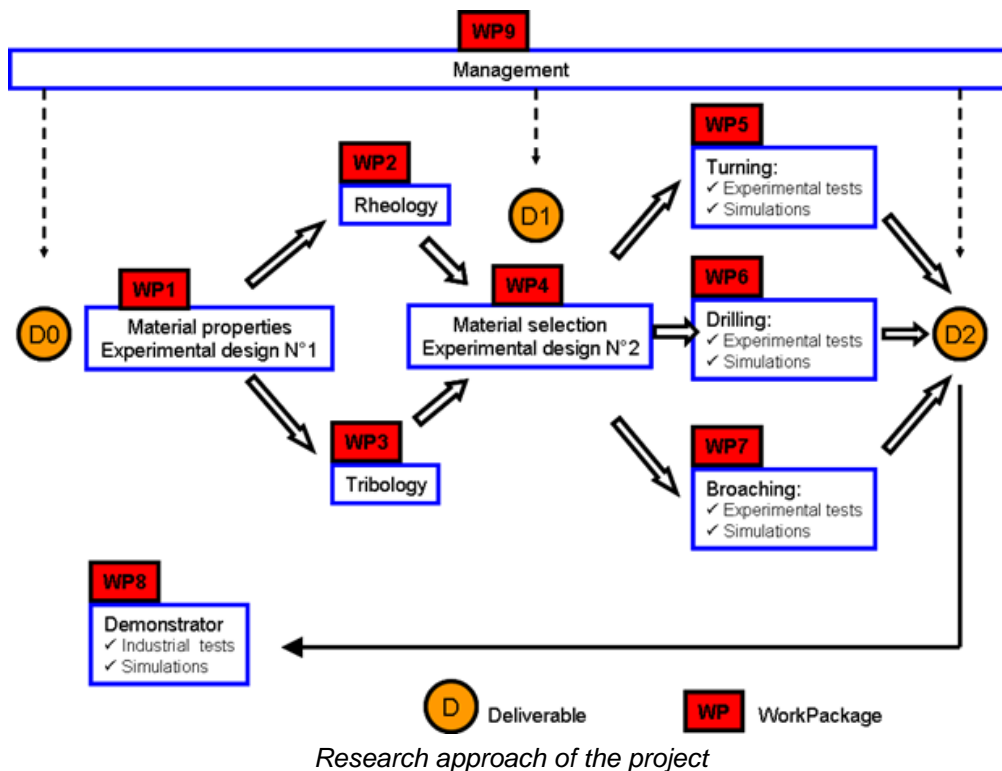 WP9
Management
WP5
Turning:
✓ Experimental tests
✓ Simulations
WP2
Rheology
D1
WP1
Material properties
Experimental design N°1
D0
WP4
Material selection
Experimental design N°2
WP6
Drilling:
✓ Experimental tests
✓ Simulations
D2
WP3
Tribology
WP7
Broaching:
✓ Experimental tests
✓ Simulations
WP8
Demonstrator
✓ Industrial tests
✓ Simulations
D Deliverable
WP WorkPackage
Research approach of the project